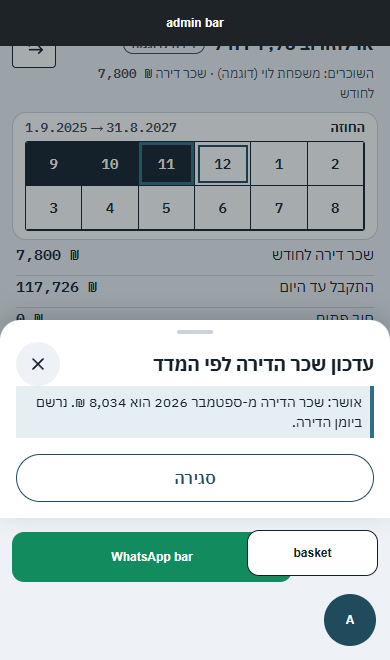 admin bar
השוכרים: משפחת לוי (דוגמה) · שכר דירה ₪ 7,800
לחודש
החוזה 1.9.2025 → 31.8.2027
9 10 11 12 1 2
3 4 5 6 7 8
שכר דירה לחודש ₪ 7,800
התקבל עד היום ₪ 117,726
עדכון שכר הדירה לפי המדד
אושר: שכר הדירה מ-ספטמבר 2026 הוא 8,034 ₪. נרשם
ביומן הדירה.
סגירה
WhatsApp bar
basket
A